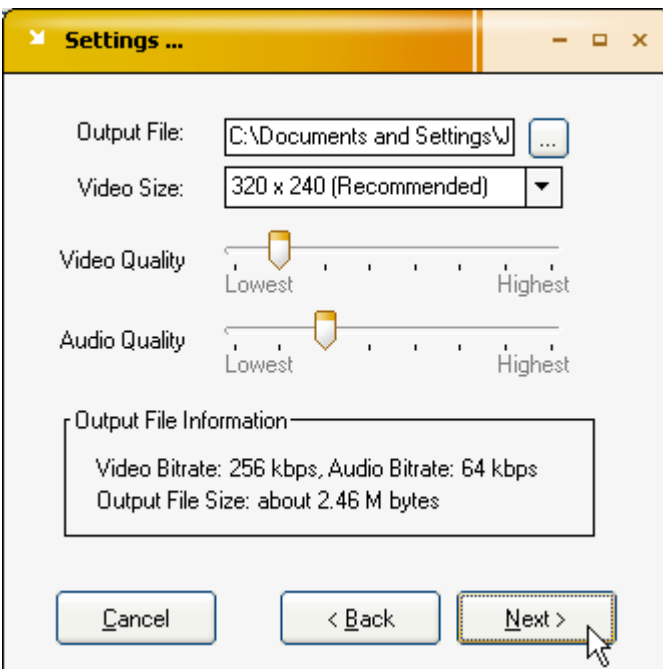 Settings ...
Output File: C:\Documents and Settings\J ...
Video Size: 320 x 240 (Recommended)
Video Quality
Lowest Highest
Audio Quality
Lowest Highest
Output File Information
Video Bitrate: 256 kbps, Audio Bitrate: 64 kbps
Output File Size: about 2.46 M bytes
Cancel < Back Next >